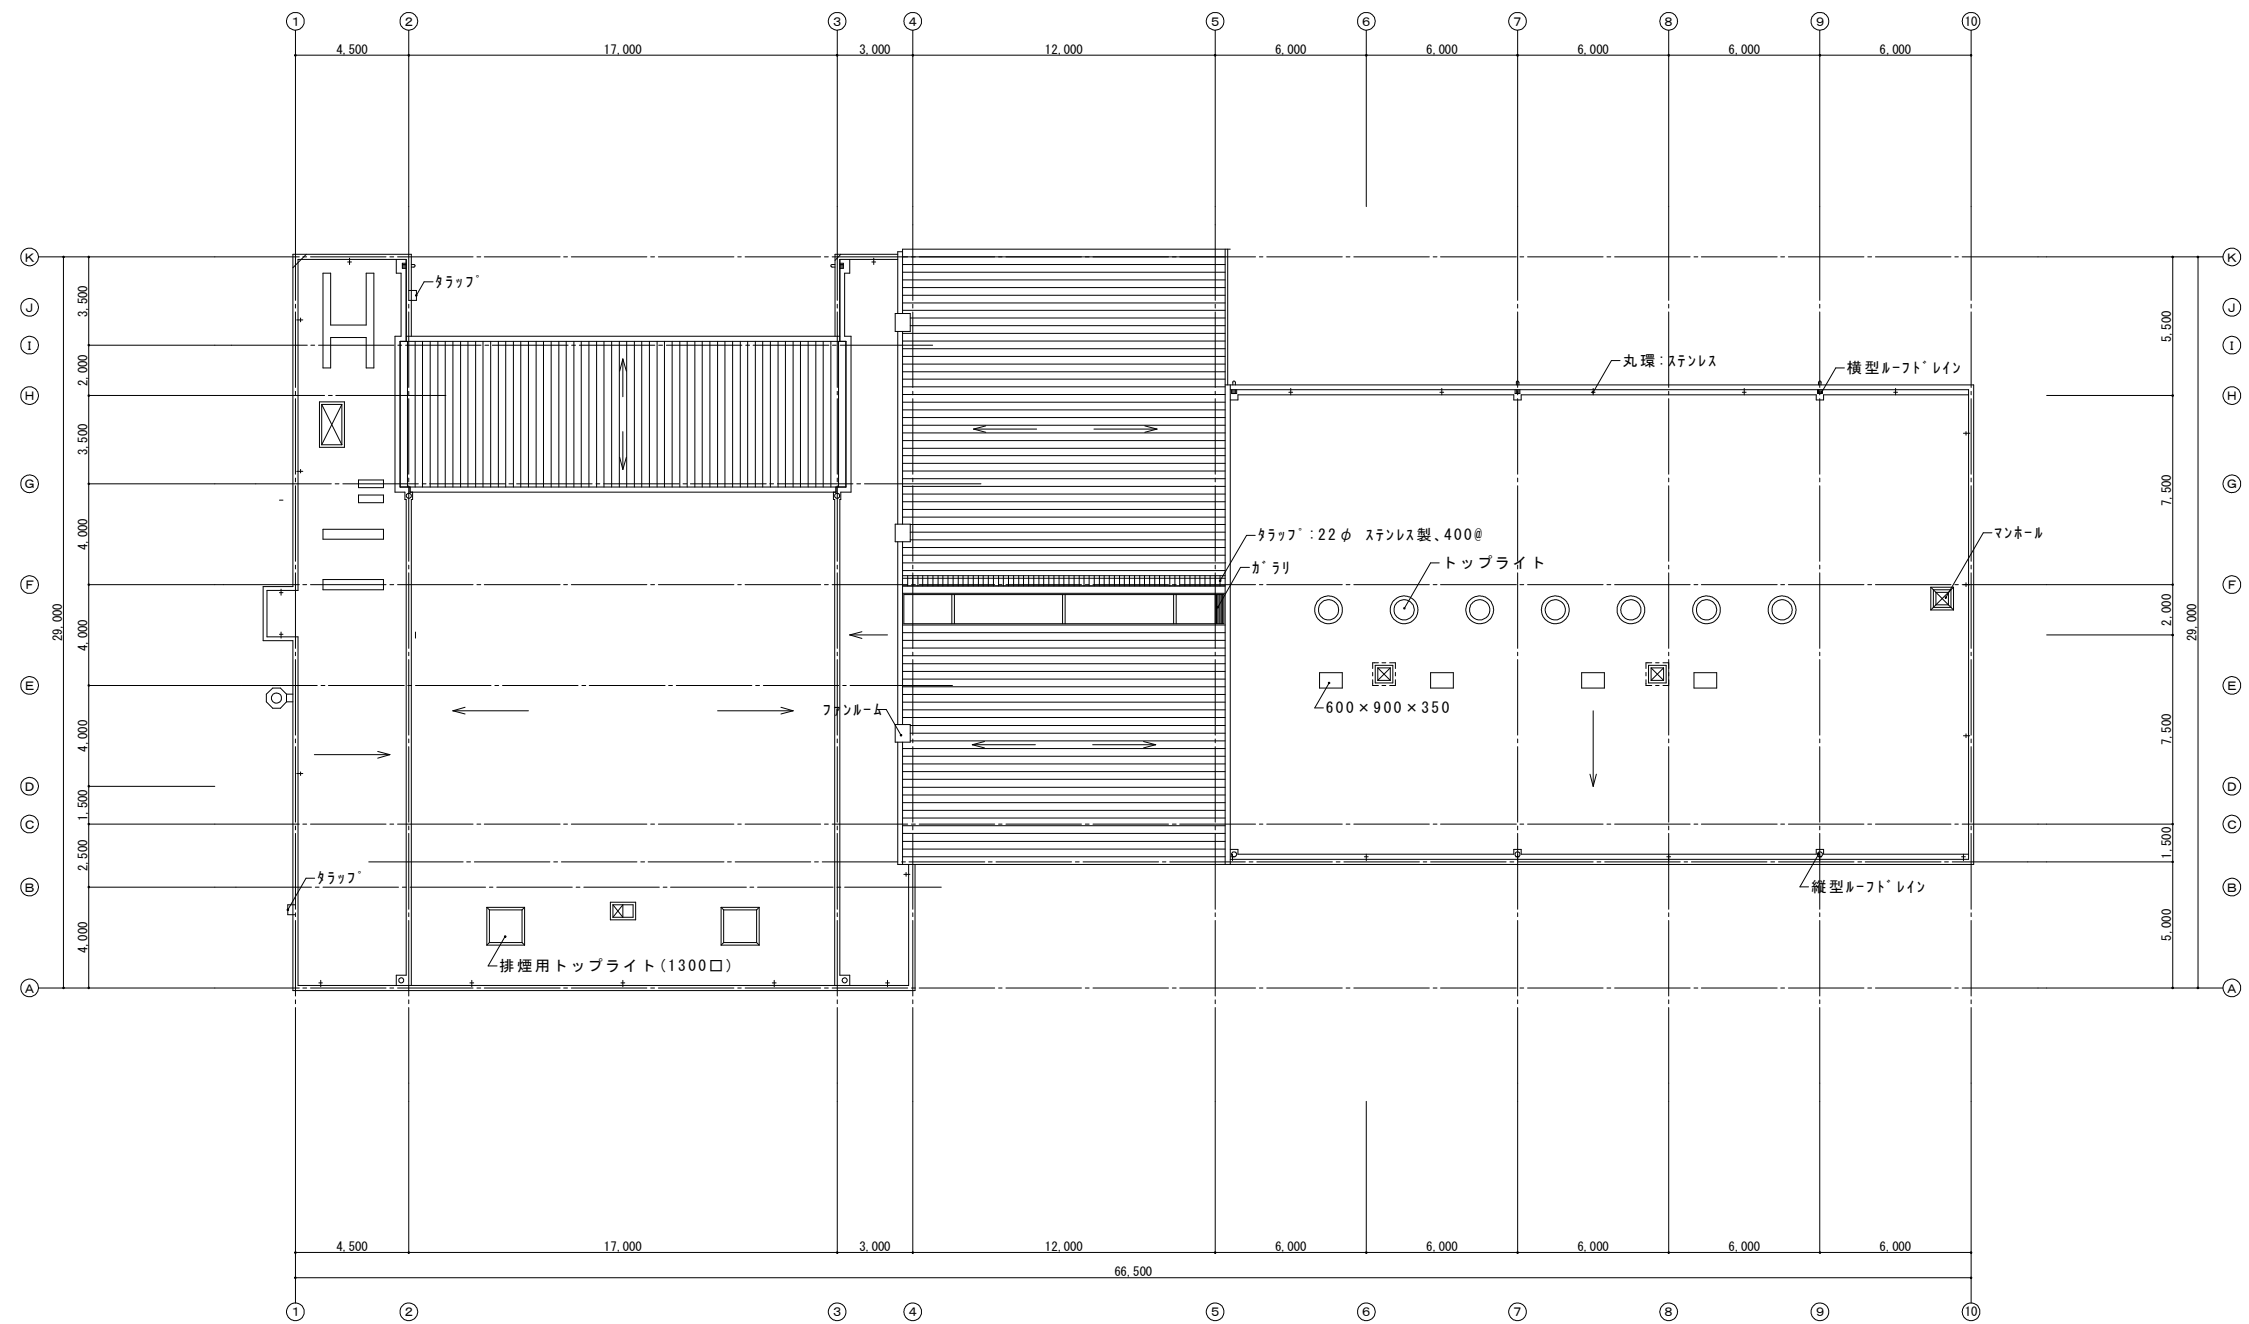 ① ② ③ ④ ⑤ ⑥ ⑦ ⑧ ⑨ ⑩
4,500 17,000 3,000 12,000 6,000 6,000 6,000 6,000 6,000
Ⓚ Ⓚ
タラップ
3,500
Ⓙ Ⓙ
5,500
Ⓘ Ⓘ
丸環:ステンレス
横型ルーフドレイン
2,000
Ⓗ Ⓗ
3,500
Ⓖ Ⓖ
7,500
4,000
タラップ:22φ ステンレス製、400@
マンホール
トップライト
ガラリ
Ⓕ Ⓕ
2,000
29,000 29,000
4,000
Ⓔ Ⓔ
ファンルーム
600×900×350
4,000
7,500
Ⓓ Ⓓ
1,500
Ⓒ Ⓒ
1,500
2,500
タラップ
縦型ルーフドレイン
Ⓑ Ⓑ
5,000
4,000
排煙用トップライト(1300口)
Ⓐ Ⓐ
4,500 17,000 3,000 12,000 6,000 6,000 6,000 6,000 6,000
66,500
① ② ③ ④ ⑤ ⑥ ⑦ ⑧ ⑨ ⑩